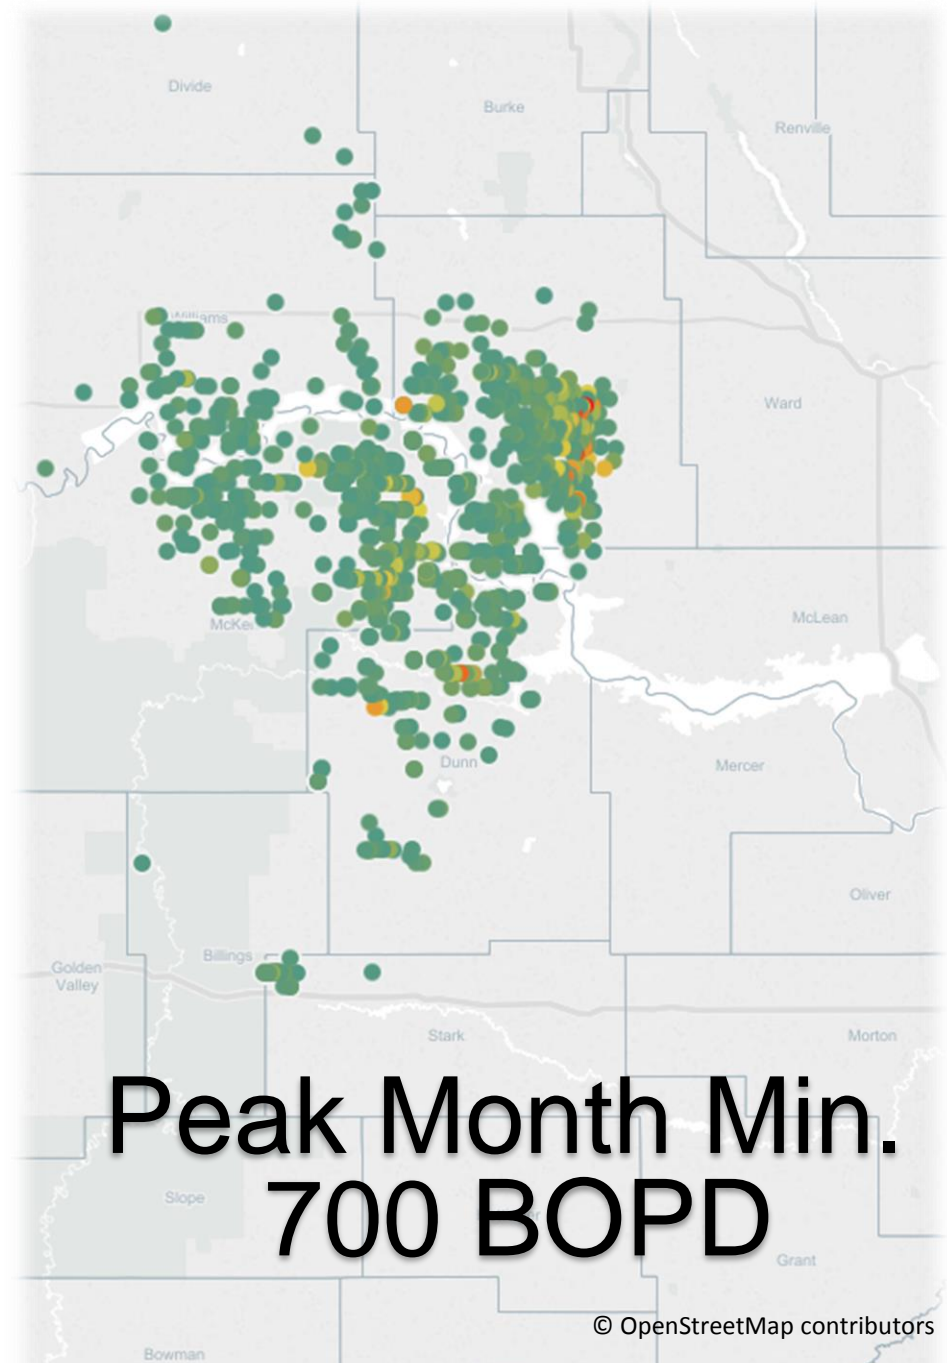 Divide
Burke
Renville
Williams
Ward
McKe
McLean
Dunn
Mercer
Oliver
Billings
Golden
Valley
Stark
Morton
Peak Month Min.
700 BOPD
Slope
Grant
© OpenStreetMap contributors
Bowman